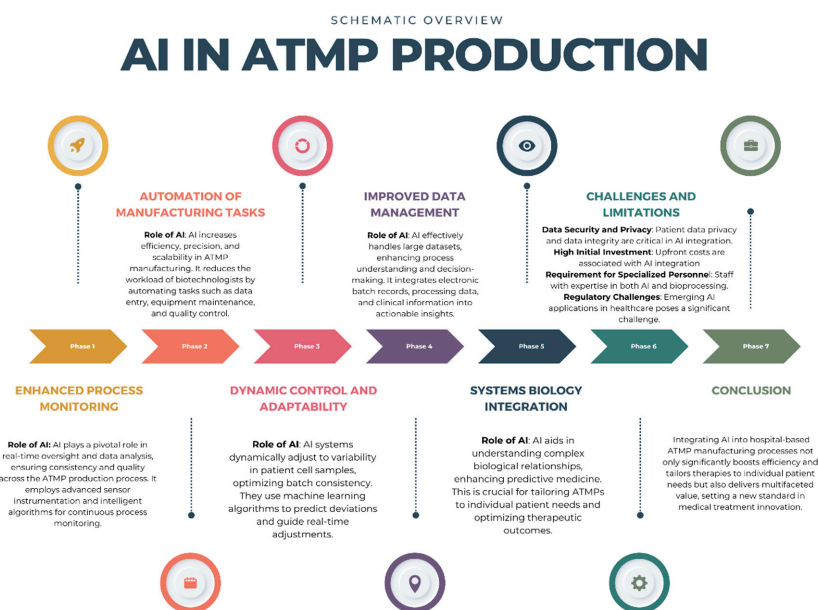 SCHEMATIC OVERVIEW
AI IN ATMP PRODUCTION
AUTOMATION OF
MANUFACTURING TASKS
Role of AI: AI increases
efficiency, precision, and
scalability in ATMP
manufacturing. It reduces the
workload of biotechnologists by
automating tasks such as data
entry, equipment maintenance,
and quality control.
IMPROVED DATA
MANAGEMENT
Role of AI: AI effectively
handles large datasets,
enhancing process
understanding and decision-
making. It integrates electronic
batch records, processing data,
and clinical information into
actionable insights.
CHALLENGES AND
LIMITATIONS
Data Security and Privacy: Patient data privacy
and data integrity are critical in AI integration.
High Initial Investment: Upfront costs are
associated with AI integration
Requirement for Specialized Personnel: Staff
with expertise in both AI and bioprocessing.
Regulatory Challenges: Emerging AI
applications in healthcare poses a significant
challenge.
Phase 1
Phase 2
Phase 3
Phase 4
Phase 5
Phase 6
Phase 7
ENHANCED PROCESS
MONITORING
Role of AI: AI plays a pivotal role in
real-time oversight and data analysis,
ensuring consistency and quality
across the ATMP production process. It
employs advanced sensor
instrumentation and intelligent
algorithms for continuous process
monitoring.
DYNAMIC CONTROL AND
ADAPTABILITY
Role of AI: AI systems
dynamically adjust to variability
in patient cell samples,
optimizing batch consistency.
They use machine learning
algorithms to predict deviations
and guide real-time
adjustments.
SYSTEMS BIOLOGY
INTEGRATION
Role of AI: AI aids in
understanding complex
biological relationships,
enhancing predictive medicine.
This is crucial for tailoring ATMPs
to individual patient needs and
optimizing therapeutic
outcomes.
CONCLUSION
Integrating AI into hospital-based
ATMP manufacturing processes not
only significantly boosts efficiency and
tailors therapies to individual patient
needs but also delivers multifaceted
value, setting a new standard in
medical treatment innovation.